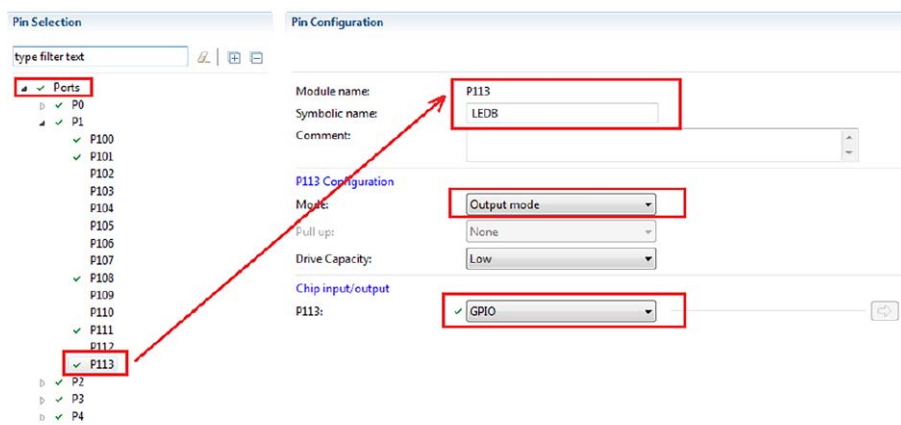 Pin Selection
type filter text
Ports
P0
P1
P100
P101
P102
P103
P104
P105
P106
P107
P108
P109
P110
P111
P112
P113
P2
P3
P4
Pin Configuration
Module name: P113
Symbolic name: LEDB
Comment:
P113 Configuration
Mode: Output mode
Pull up: None
Drive Capacity: Low
Chip input/output
P113: GPIO